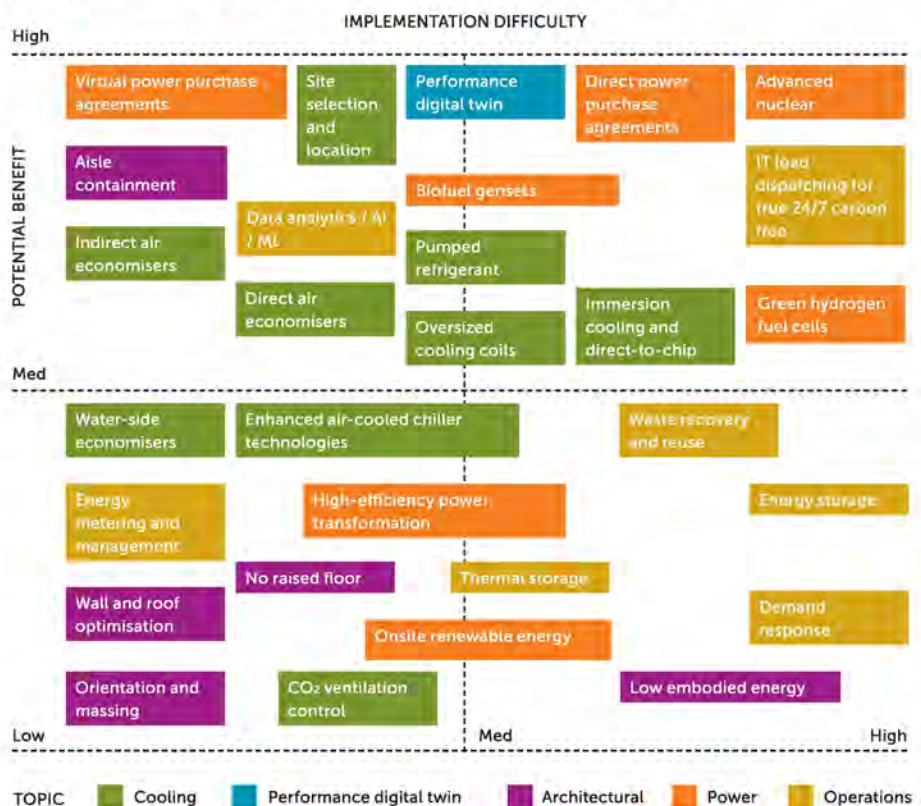 IMPLEMENTATION DIFFICULTY
High
POTENTIAL BENEFIT
Virtual power purchase
agreements
Site
selection
and
location
Performance
digital twin
Direct power
purchase
agreements
Advanced
nuclear
Aisle
containment
Biofuel gensets
IT load
dispatching for
true 24/7 carbon
free
Data analytics / AI
/ ML
Indirect air
economisers
Pumped
refrigerant
Direct air
economisers
Oversized
cooling coils
Immersion
cooling and
direct-to-chip
Green hydrogen
fuel cells
Med
Water-side
economisers
Enhanced air-cooled chiller
technologies
Waste recovery
and reuse
Energy
metering and
management
High-efficiency power
transformation
Energy storage
No raised floor
Thermal storage
Wall and roof
optimisation
Demand
response
Onsite renewable energy
Orientation and
massing
CO₂ ventilation
control
Low embodied energy
Low
Med
High
TOPIC
Cooling
Performance digital twin
Architectural
Power
Operations